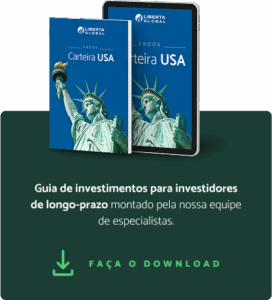 LIBERTA
GLOBAL
EBOOK
Carteira USA
LIBERTA
GLOBAL
EBOOK
arteira USA
Guia de investimentos para investidores
de longo-prazo montado pela nossa equipe
de especialistas.
FAÇA O DOWNLOAD